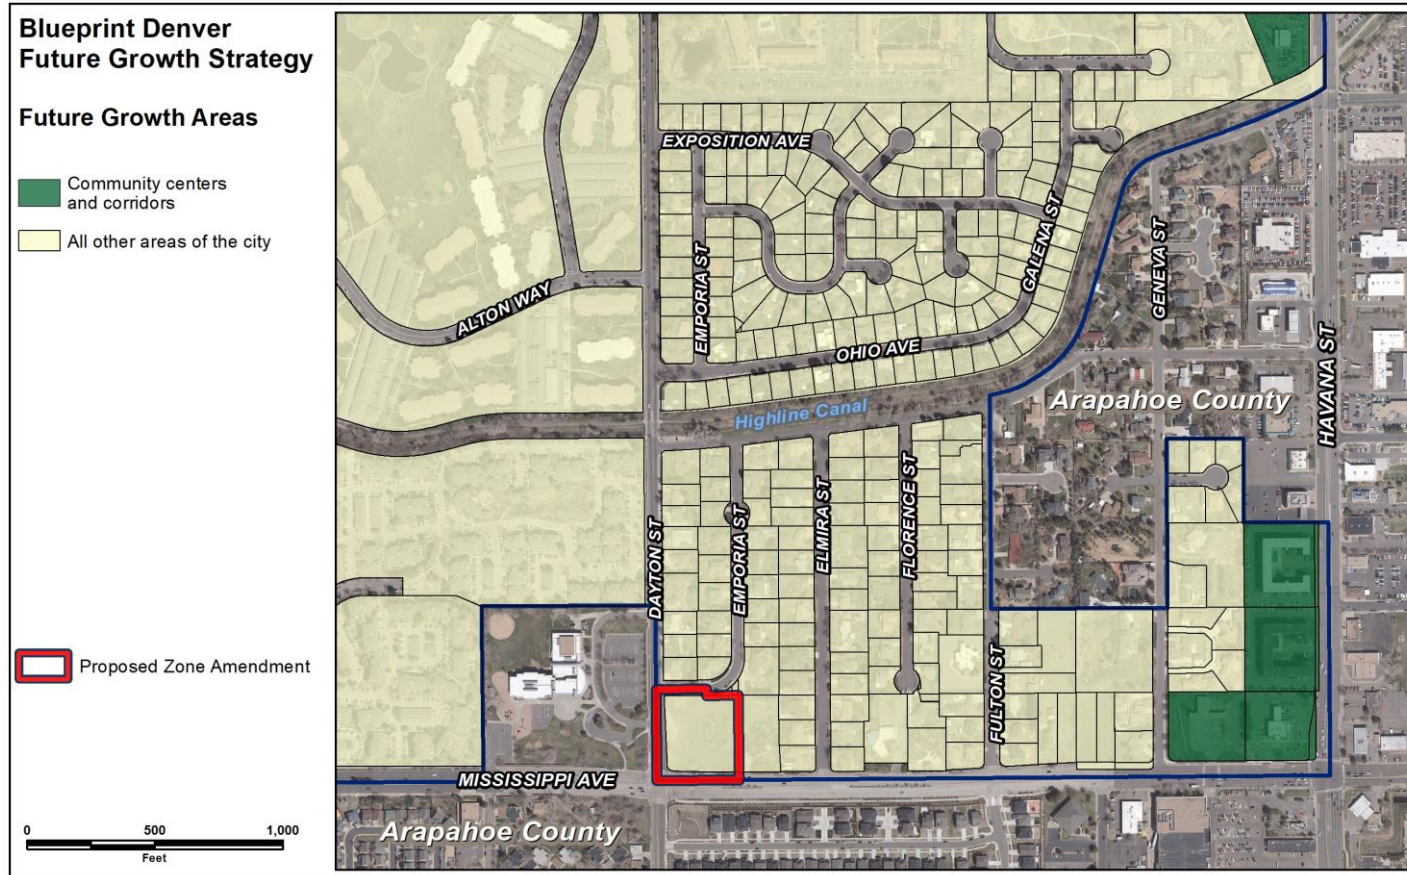 Blueprint Denver
Future Growth Strategy
Future Growth Areas
Community centers
and corridors
All other areas of the city
Proposed Zone Amendment
0 500 1,000
Feet
EXPOSITION AVE
EMPORIA ST
GALENA ST
GENEVA ST
ALTON WAY
OHIO AVE
HAVANA ST
Highline Canal
Arapahoe County
DAYTON ST
EMPORIA ST
ELMIRA ST
FLORENCE ST
FULTON ST
MISSISSIPPI AVE
Arapahoe County